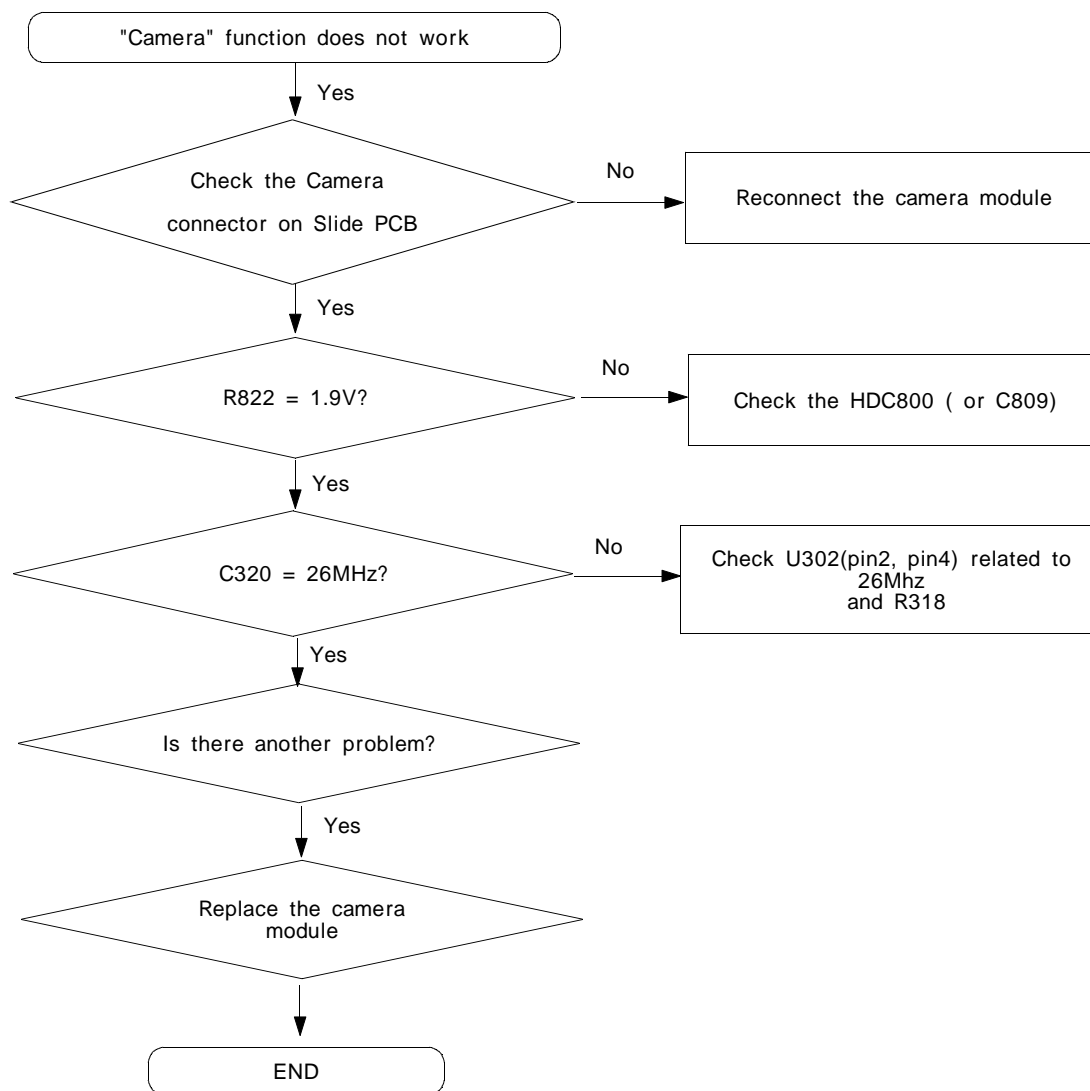 "Camera" function does not work
Yes
Check the Camera
connector on Slide PCB
No
Reconnect the camera module
Yes
R822 = 1.9V?
No
Check the HDC800 ( or C809)
Yes
C320 = 26MHz?
No
Check U302(pin2, pin4) related to
26Mhz
and R318
Yes
Is there another problem?
Yes
Replace the camera
module
END